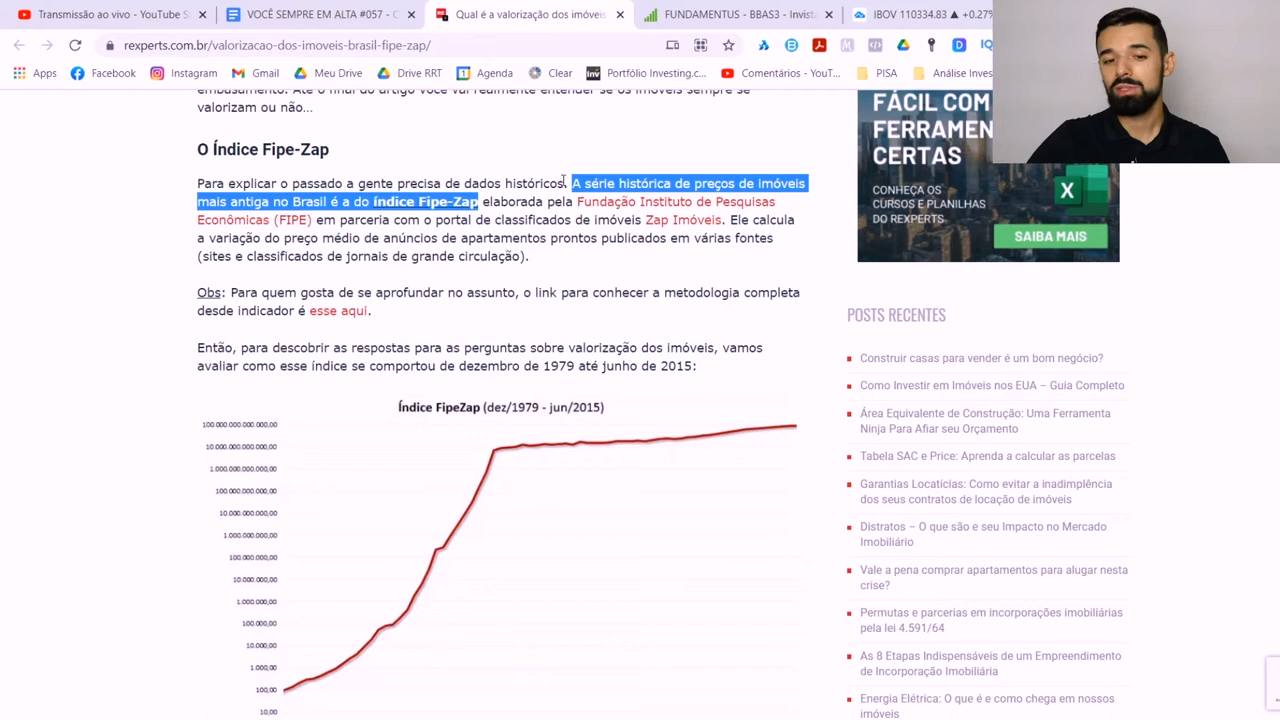 Transmissão ao vivo - YouTube S
VOCÊ SEMPRE EM ALTA #057 - G
Qual é a valorização dos imóveis
FUNDAMENTUS - BBAS3 - Invista
IBOV 110334.83 ▲ +0.27%
rexperts.com.br/valorizacao-dos-imoveis-brasil-fipe-zap/
Apps
Facebook
Instagram
Gmail
Meu Drive
Drive RRT
Agenda
Clear
Portfólio Investing.co...
Comentários - YouT...
PISA
Análise Inves
embasamento. Até o final do artigo você vai realmente entender se os imóveis sempre se
valorizam ou não...
O Índice Fipe-Zap
Para explicar o passado a gente precisa de dados históricos. A série histórica de preços de imóveis
mais antiga no Brasil é a do índice Fipe-Zap elaborada pela Fundação Instituto de Pesquisas
Econômicas (FIPE) em parceria com o portal de classificados de imóveis Zap Imóveis. Ele calcula
a variação do preço médio de anúncios de apartamentos prontos publicados em várias fontes
(sites e classificados de jornais de grande circulação).
Obs: Para quem gosta de se aprofundar no assunto, o link para conhecer a metodologia completa
desde indicador é esse aqui.
Então, para descobrir as respostas para as perguntas sobre valorização dos imóveis, vamos
avaliar como esse índice se comportou de dezembro de 1979 até junho de 2015:
Índice FipeZap (dez/1979 - jun/2015)
100.000.000.000.000,00
10.000.000.000.000,00
1.000.000.000.000,00
100.000.000.000,00
10.000.000.000,00
1.000.000.000,00
100.000.000,00
10.000.000,00
1.000.000,00
100.000,00
10.000,00
1.000,00
100,00
10,00
FÁCIL COM
FERRAMEN
CERTAS
CONHEÇA OS
CURSOS E PLANILHAS
DO REXPERTS
X
SAIBA MAIS
POSTS RECENTES
Construir casas para vender é um bom negócio?
Como Investir em Imóveis nos EUA – Guia Completo
Área Equivalente de Construção: Uma Ferramenta
Ninja Para Afiar seu Orçamento
Tabela SAC e Price: Aprenda a calcular as parcelas
Garantias Locatícias: Como evitar a inadimplência
dos seus contratos de locação de imóveis
Distratos – O que são e seu Impacto no Mercado
Imobiliário
Vale a pena comprar apartamentos para alugar nesta
crise?
Permutas e parcerias em incorporações imobiliárias
pela lei 4.591/64
As 8 Etapas Indispensáveis de um Empreendimento
de Incorporação Imobiliária
Energia Elétrica: O que é e como chega em nossos
imóveis